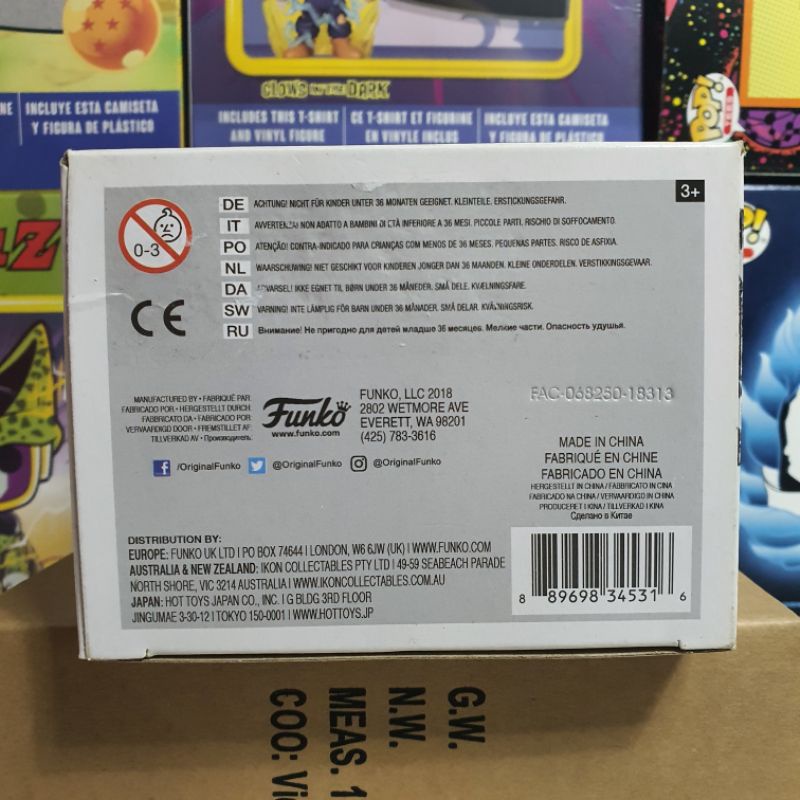 INCLUYE ESTA CAMISETA
Y FIGURA DE PLÁSTICO
GLOWS IN THE DARK
INCLUDES THIS T-SHIRT
AND VINYL FIGURE
CE T-SHIRT ET FIGURINE
EN VINYLE INCLUS
INCLUYE ESTA CAMISETA
Y FIGURA DE PLÁSTICO
POP!
TEES
Z
3+
0-3
DE ACHTUNG! NICHT FÜR KINDER UNTER 36 MONATEN GEEIGNET. KLEINTEILE. ERSTICKUNGSGEFAHR.
IT AVVERTENZA! NON ADATTO A BAMBINI DI ETÀ INFERIORE A 36 MESI. PICCOLE PARTI. RISCHIO DI SOFFOCAMENTO.
PO ATENÇÃO! CONTRA-INDICADO PARA CRIANÇAS COM MENOS DE 36 MESES. PEQUENAS PARTES. RISCO DE ASFIXIA.
NL WAARSCHUWING! NIET GESCHIKT VOOR KINDEREN JONGER DAN 36 MAANDEN. KLEINE ONDERDELEN. VERSTIKKINGSGEVAAR.
DA ADVARSEL! IKKE EGNET TIL BØRN UNDER 36 MÅNEDER. SMÅ DELE. KVÆLNINGSFARE.
SW VARNING! INTE LÄMPLIG FÖR BARN UNDER 36 MÅNADER. SMÅ DELAR. KVÄVNINGSRISK.
RU Внимание! Не пригодно для детей младше 36 месяцев. Мелкие части. Опасность удушья.
CE
MANUFACTURED BY • FABRIQUÉ PAR
FABRICADO POR • HERGESTELLT DURCH
FABBRICATO DA • FABRICADO POR
VERVAARDIGD DOOR • FREMSTILLET AF
TILLVERKAD AV • Производитель:
Funko
www.funko.com
FUNKO, LLC 2018
2802 WETMORE AVE
EVERETT, WA 98201
(425) 783-3616
FAC-068250-18313
/OriginalFunko @OriginalFunko @OriginalFunko
MADE IN CHINA
FABRIQUÉ EN CHINE
FABRICADO EN CHINA
HERGESTELLT IN CHINA / FABBRICATO IN CINA
FABRICADO NA CHINA / VERVAARDIGD IN CHINA
PRODUCERET I KINA / TILLVERKAD I KINA
Сделано в Китае
DISTRIBUTION BY:
EUROPE: FUNKO UK LTD I PO BOX 74644 I LONDON, W6 6JW (UK) I WWW.FUNKO.COM
AUSTRALIA & NEW ZEALAND: IKON COLLECTABLES PTY LTD I 49-59 SEABEACH PARADE
NORTH SHORE, VIC 3214 AUSTRALIA I WWW.IKONCOLLECTABLES.COM.AU
JAPAN: HOT TOYS JAPAN CO., INC. I G BLDG 3RD FLOOR
JINGUMAE 3-30-12 I TOKYO 150-0001 I WWW.HOTTOYS.JP
8 89698 34531 6
G.W.
N.W.
MEAS. 1
COO: Vi